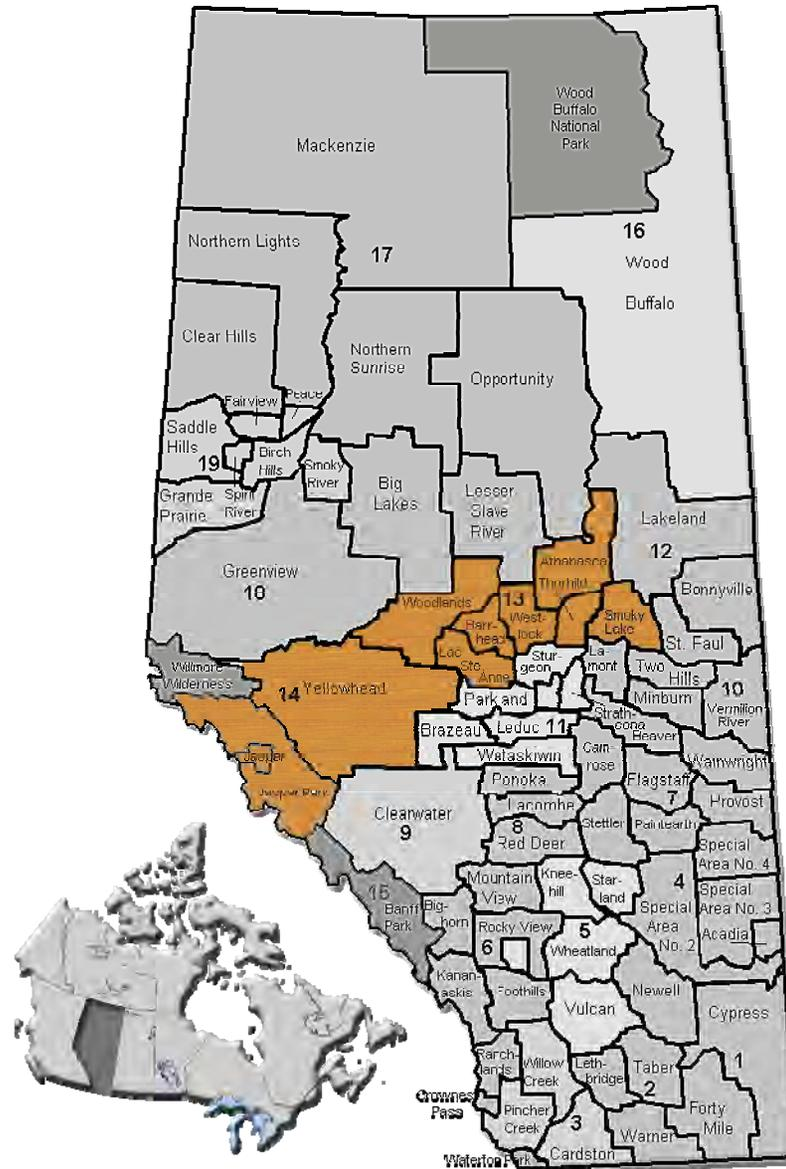 Wood
Buffalo
National
Park
Mackenzie
16
Northern Lights
17
Wood
Buffalo
Clear Hills
Northern
Sunrise
Opportunity
Fairview
Peace
Saddle
Hills
19
Birch
Hills
Smoky
River
Big
Lakes
Lesser
Slave
River
Grande
Prairie
Spirit
River
Lakeland
12
Greenview
10
Athabasca
Thorhild
Bonnyville
Woodlands
13
West-
lock
Barr-
head
Smoky
Lake
St. Paul
Lac
Ste.
Anne
Stur-
geon
La-
mont
Two
Hills
Willmore
Wilderness
14
Yellowhead
Parkland
Minburn
10
Vermilion
River
Strath-
cona
Brazeau
Leduc 11
Beaver
Wetaskiwin
Cam-
rose
Wainwright
Jasper
Ponoka
Flagstaff
7
Jasper Park
Lacombe
Provost
Clearwater
9
8
Red Deer
Stettler
Paintearth
Special
Area No. 4
Mountain
View
Knee-
hill
Star-
land
4
Special
Area
No. 2
Special
Area No. 3
15
Banff
Park
Big-
horn
Rocky View
6
5
Wheatland
Acadia
Kanan-
askis
Foothills
Vulcan
Newell
Cypress
1
Ranch-
lands
Willow
Creek
Leth-
bridge
Taber
2
Crownest
Pass
Pincher
Creek
3
Cardston
Warner
Forty
Mile
Waterton Park